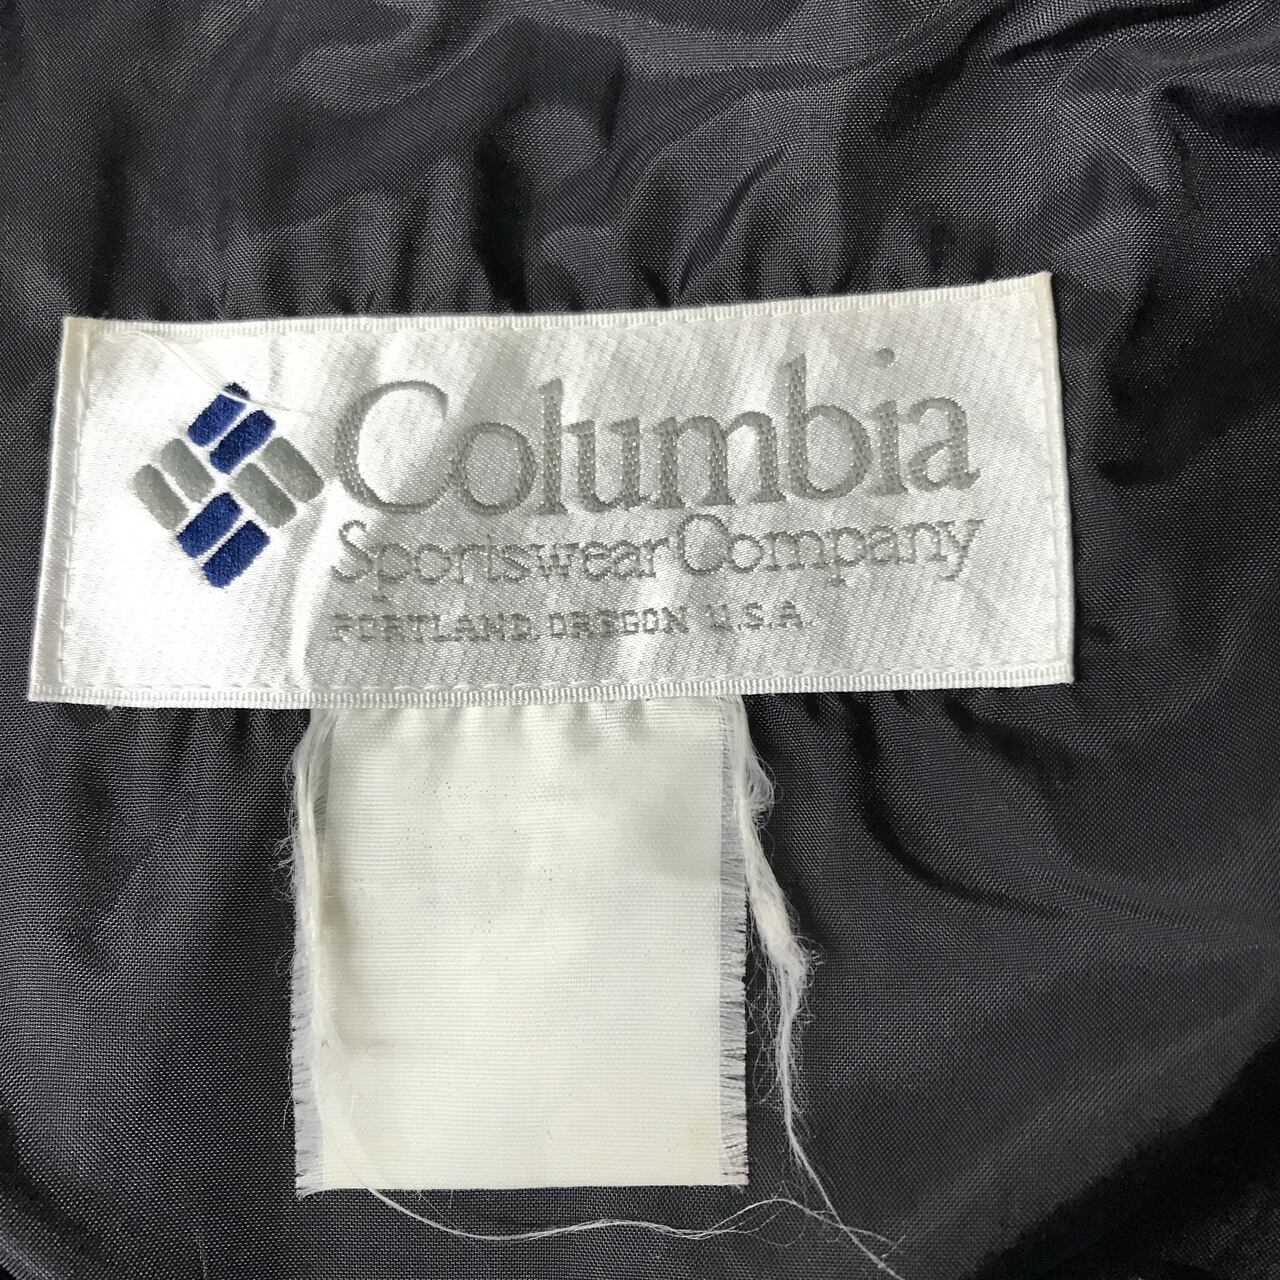 Columbia
Sportswear Company
PORTLAND, OREGON U.S.A.